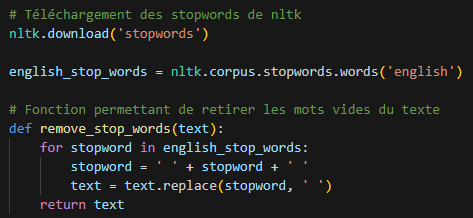 # Téléchargement des stopwords de nltk
nltk.download('stopwords')
english_stop_words = nltk.corpus.stopwords.words('english')
# Fonction permettant de retirer les mots vides du texte
def remove_stop_words(text):
    for stopword in english_stop_words:
        stopword = ' ' + stopword + ' '
        text = text.replace(stopword, ' ')
    return text